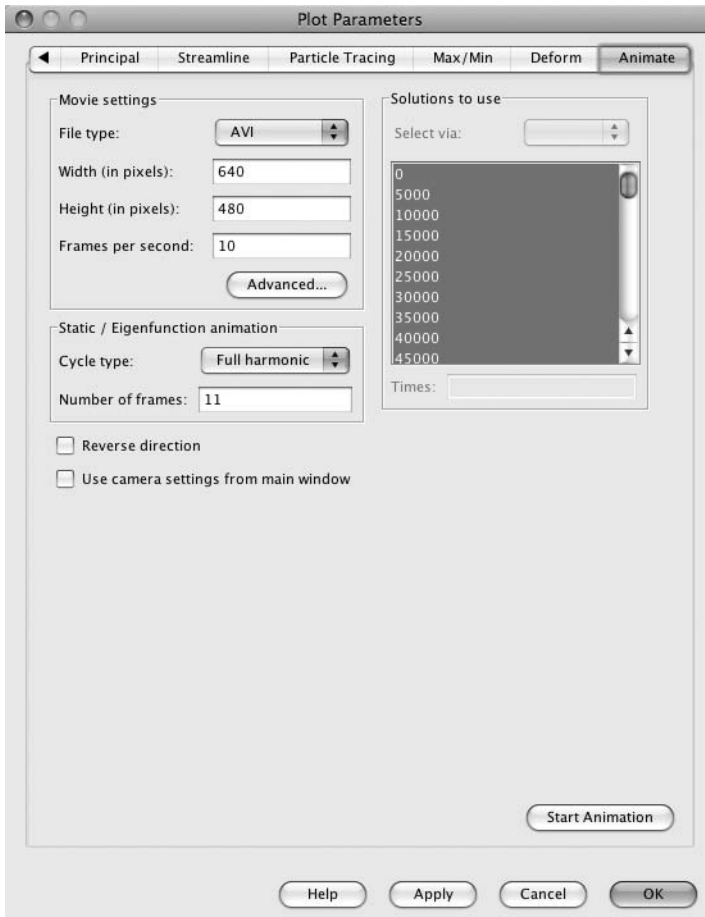 Plot Parameters
Principal Streamline Particle Tracing Max/Min Deform Animate
Movie settings
File type: AVI
Width (in pixels): 640
Height (in pixels): 480
Frames per second: 10
Advanced...
Static / Eigenfunction animation
Cycle type: Full harmonic
Number of frames: 11
Reverse direction
Use camera settings from main window
Solutions to use
Select via:
0
5000
10000
15000
20000
25000
30000
35000
40000
45000
Times:
Start Animation
Help Apply Cancel OK